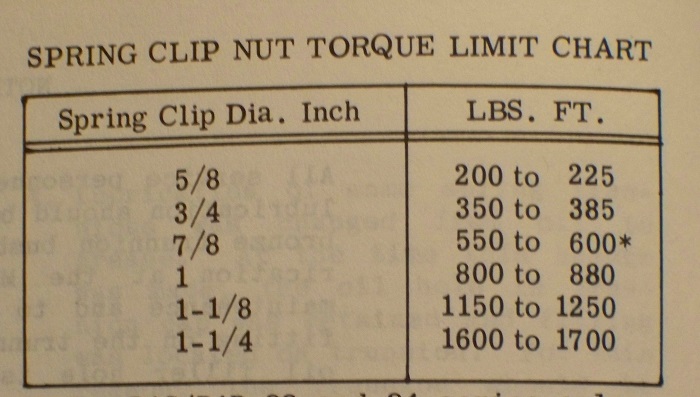 SPRING CLIP NUT TORQUE LIMIT CHART
Spring Clip Dia. Inch LBS. FT.
5/8 200 to 225
3/4 350 to 385
7/8 550 to 600*
1 800 to 880
1-1/8 1150 to 1250
1-1/4 1600 to 1700